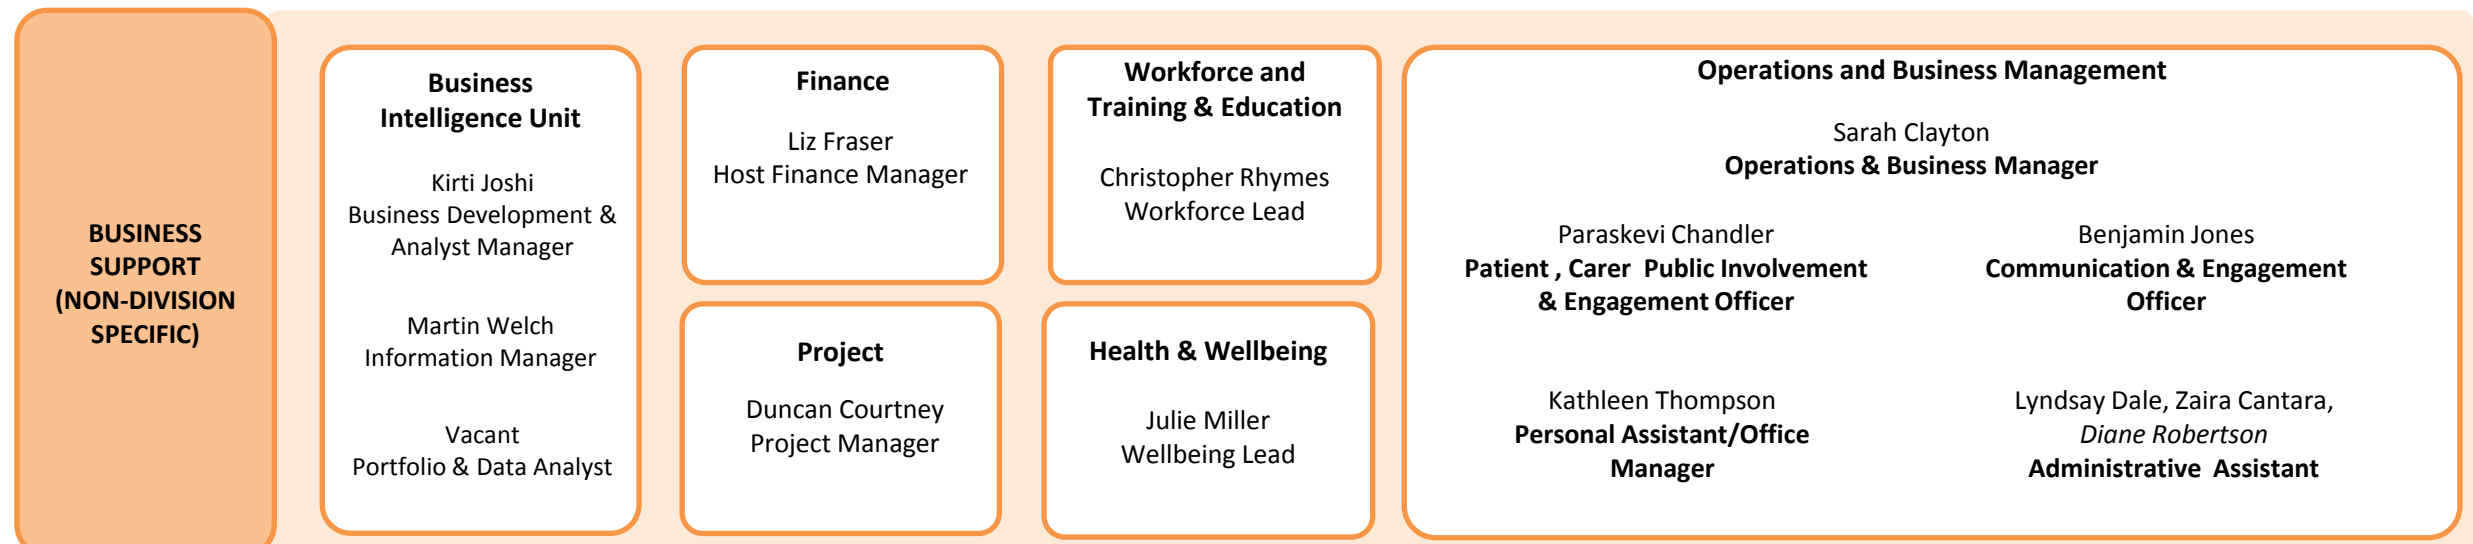 BUSINESS
SUPPORT
(NON-DIVISION
SPECIFIC)
Business
Intelligence Unit
Kirti Joshi
Business Development &
Analyst Manager
Martin Welch
Information Manager
Vacant
Portfolio & Data Analyst
Finance
Liz Fraser
Host Finance Manager
Project
Duncan Courtney
Project Manager
Workforce and
Training & Education
Christopher Rhymes
Workforce Lead
Health & Wellbeing
Julie Miller
Wellbeing Lead
Operations and Business Management
Sarah Clayton
Operations & Business Manager
Paraskevi Chandler
Patient , Carer  Public Involvement
& Engagement Officer
Benjamin Jones
Communication & Engagement
Officer
Kathleen Thompson
Personal Assistant/Office
Manager
Lyndsay Dale, Zaira Cantara,
Diane Robertson
Administrative  Assistant